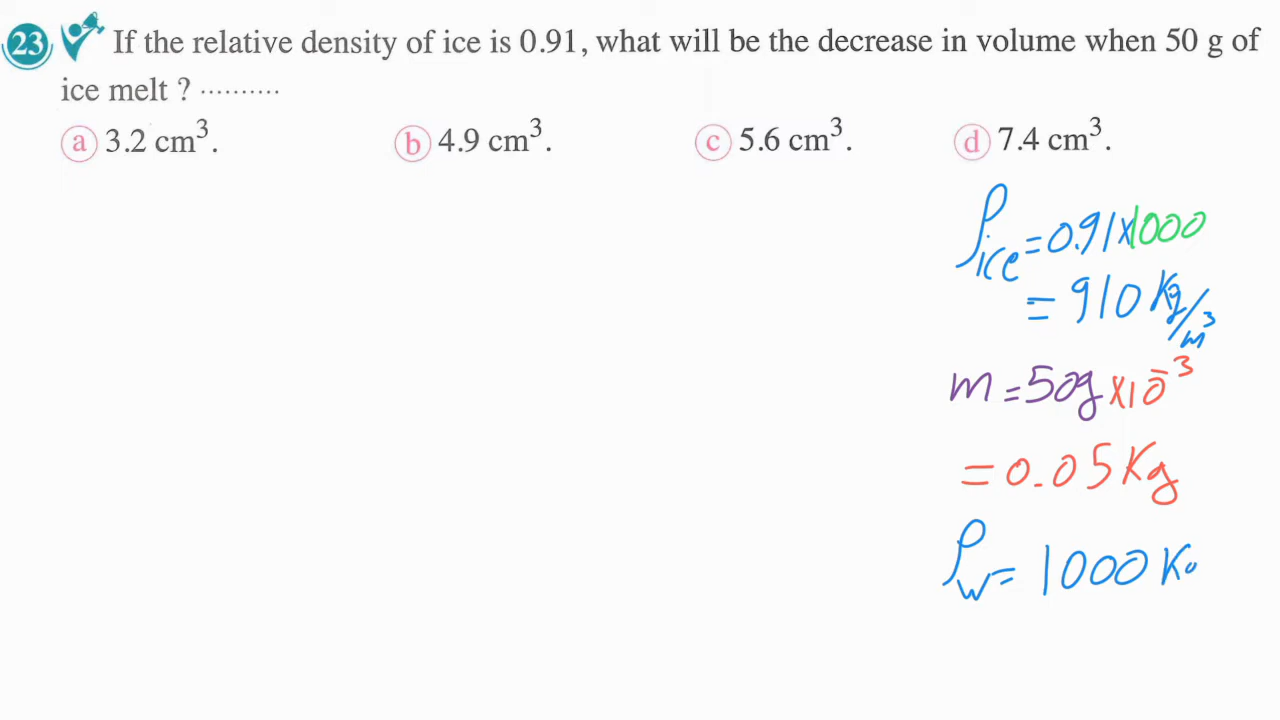 23 If the relative density of ice is 0.91, what will be the decrease in volume when 50 g of
ice melt ? ..........
a 3.2 cm³.
b 4.9 cm³.
c 5.6 cm³.
d 7.4 cm³.
ρice = 0.91×1000
= 910 Kg/m³
m = 50g ×10⁻³
= 0.05 Kg
ρw = 1000 K